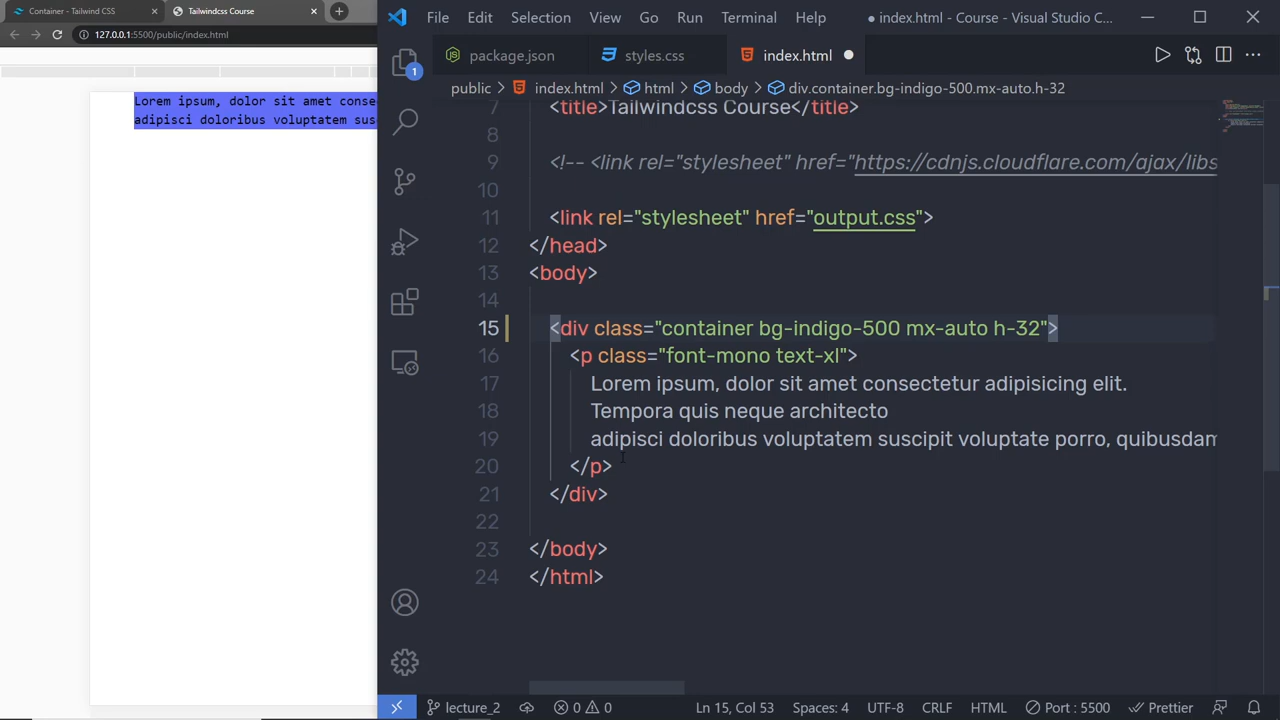 Container - Tailwind CSS
Tailwindcss Course
127.0.0.1:5500/public/index.html
Lorem ipsum, dolor sit amet conse
adipisci doloribus voluptatem sus
File Edit Selection View Go Run Terminal Help
● index.html - Course - Visual Studio C...
package.json
styles.css
index.html
public > index.html > html > body > div.container.bg-indigo-500.mx-auto.h-32
1
7 <title>Tailwindcss Course</title>
8
9 <!-- <link rel="stylesheet" href="https://cdnjs.cloudflare.com/ajax/libs
10
11 <link rel="stylesheet" href="output.css">
12 </head>
13 <body>
14
15 <div class="container bg-indigo-500 mx-auto h-32">
16 <p class="font-mono text-xl">
17 Lorem ipsum, dolor sit amet consectetur adipisicing elit.
18 Tempora quis neque architecto
19 adipisci doloribus voluptatem suscipit voluptate porro, quibusdam
20 </p>
21 </div>
22
23 </body>
24 </html>
lecture_2 0 0 Ln 15, Col 53 Spaces: 4 UTF-8 CRLF HTML Port : 5500 Prettier